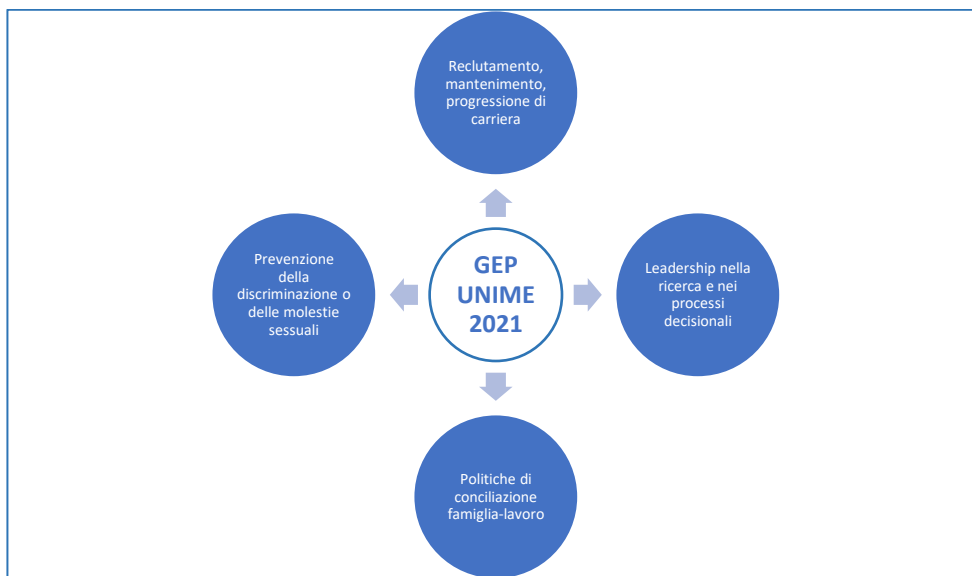 Reclutamento,
mantenimento,
progressione di
carriera
Prevenzione
della
discriminazione o
delle molestie
sessuali
GEP
UNIME
2021
Leadership nella
ricerca e nei
processi
decisionali
Politiche di
conciliazione
famiglia-lavoro